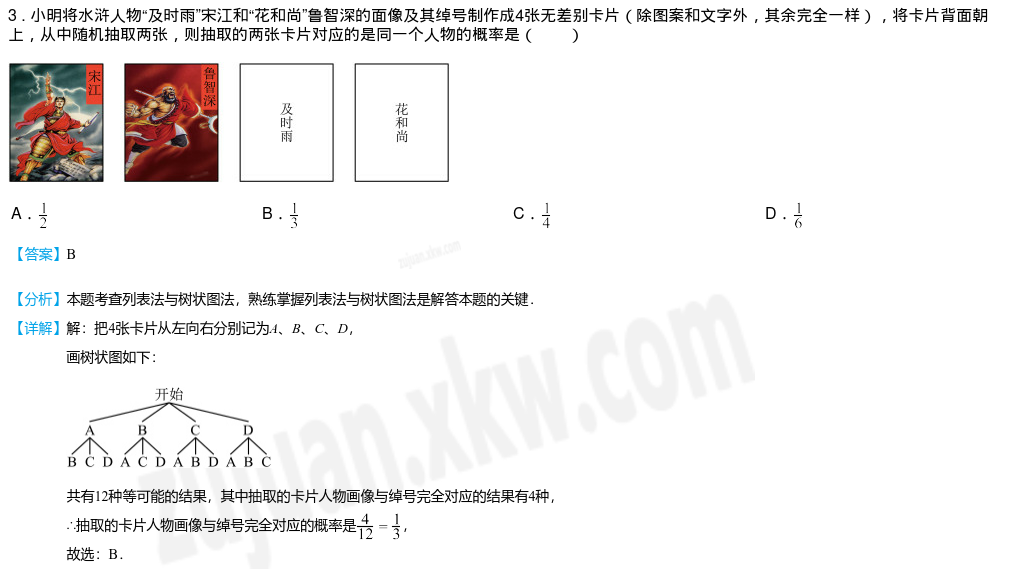 3．小明将水浒人物“及时雨”宋江和“花和尚”鲁智深的面像及其绰号制作成4张无差别卡片（除图案和文字外，其余完全一样），将卡片背面朝
上，从中随机抽取两张，则抽取的两张卡片对应的是同一个人物的概率是（　　）
宋江
鲁智深
及时雨
花和尚
A．1/2 B．1/3 C．1/4 D．1/6
【答案】B
【分析】本题考查列表法与树状图法，熟练掌握列表法与树状图法是解答本题的关键．
【详解】解：把4张卡片从左向右分别记为A、B、C、D，
画树状图如下：
开始
A B C D
B C D A C D A B D A B C
共有12种等可能的结果，其中抽取的卡片人物画像与绰号完全对应的结果有4种，
∴抽取的卡片人物画像与绰号完全对应的概率是4/12=1/3，
故选：B．
zujuan.xkw.com
zujuan.xkw.com